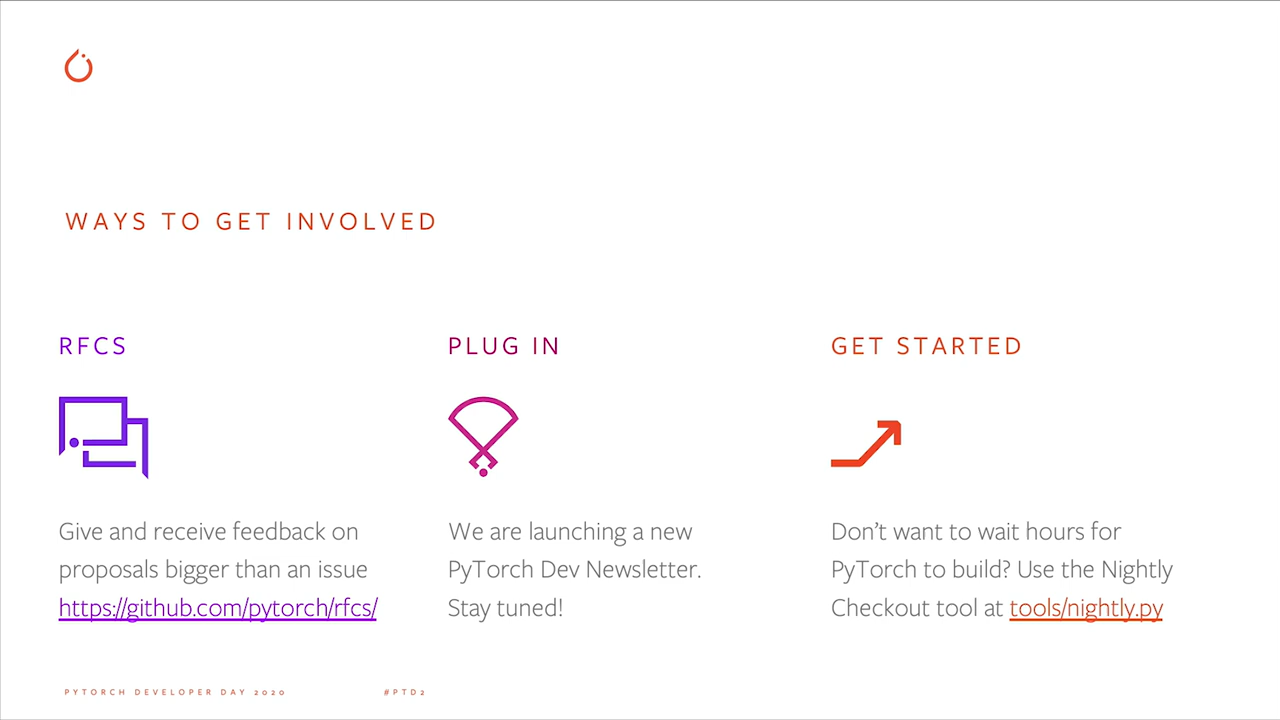 WAYS TO GET INVOLVED
RFCS
Give and receive feedback on
proposals bigger than an issue
https://github.com/pytorch/rfcs/
PLUG IN
We are launching a new
PyTorch Dev Newsletter.
Stay tuned!
GET STARTED
Don’t want to wait hours for
PyTorch to build? Use the Nightly
Checkout tool at tools/nightly.py
PYTORCH DEVELOPER DAY 2020
#PTD2